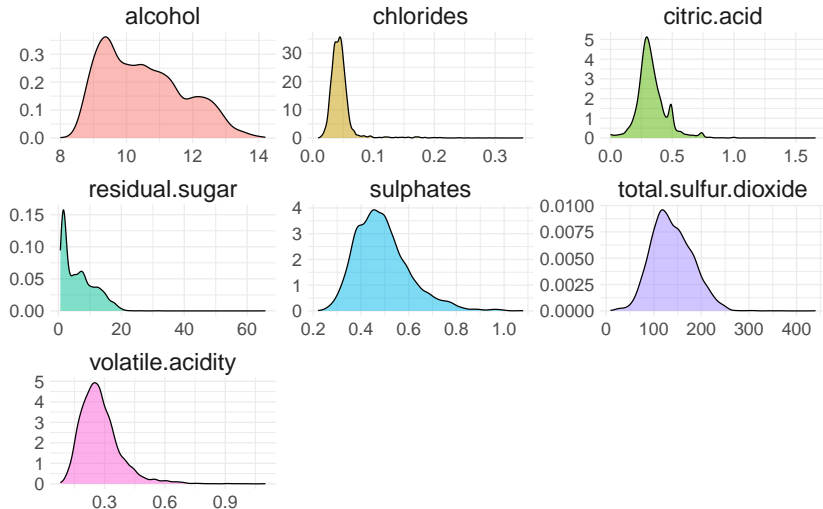 alcohol
0.3
0.2
0.1
0.0
8 10 12 14
chlorides
30
20
10
0
0.0 0.1 0.2 0.3
citric.acid
5
4
3
2
1
0
0.0 0.5 1.0 1.5
residual.sugar
0.15
0.10
0.05
0.00
0 20 40 60
sulphates
4
3
2
1
0
0.2 0.4 0.6 0.8 1.0
total.sulfur.dioxide
0.0100
0.0075
0.0050
0.0025
0.0000
0 100 200 300 400
volatile.acidity
5
4
3
2
1
0
0.3 0.6 0.9